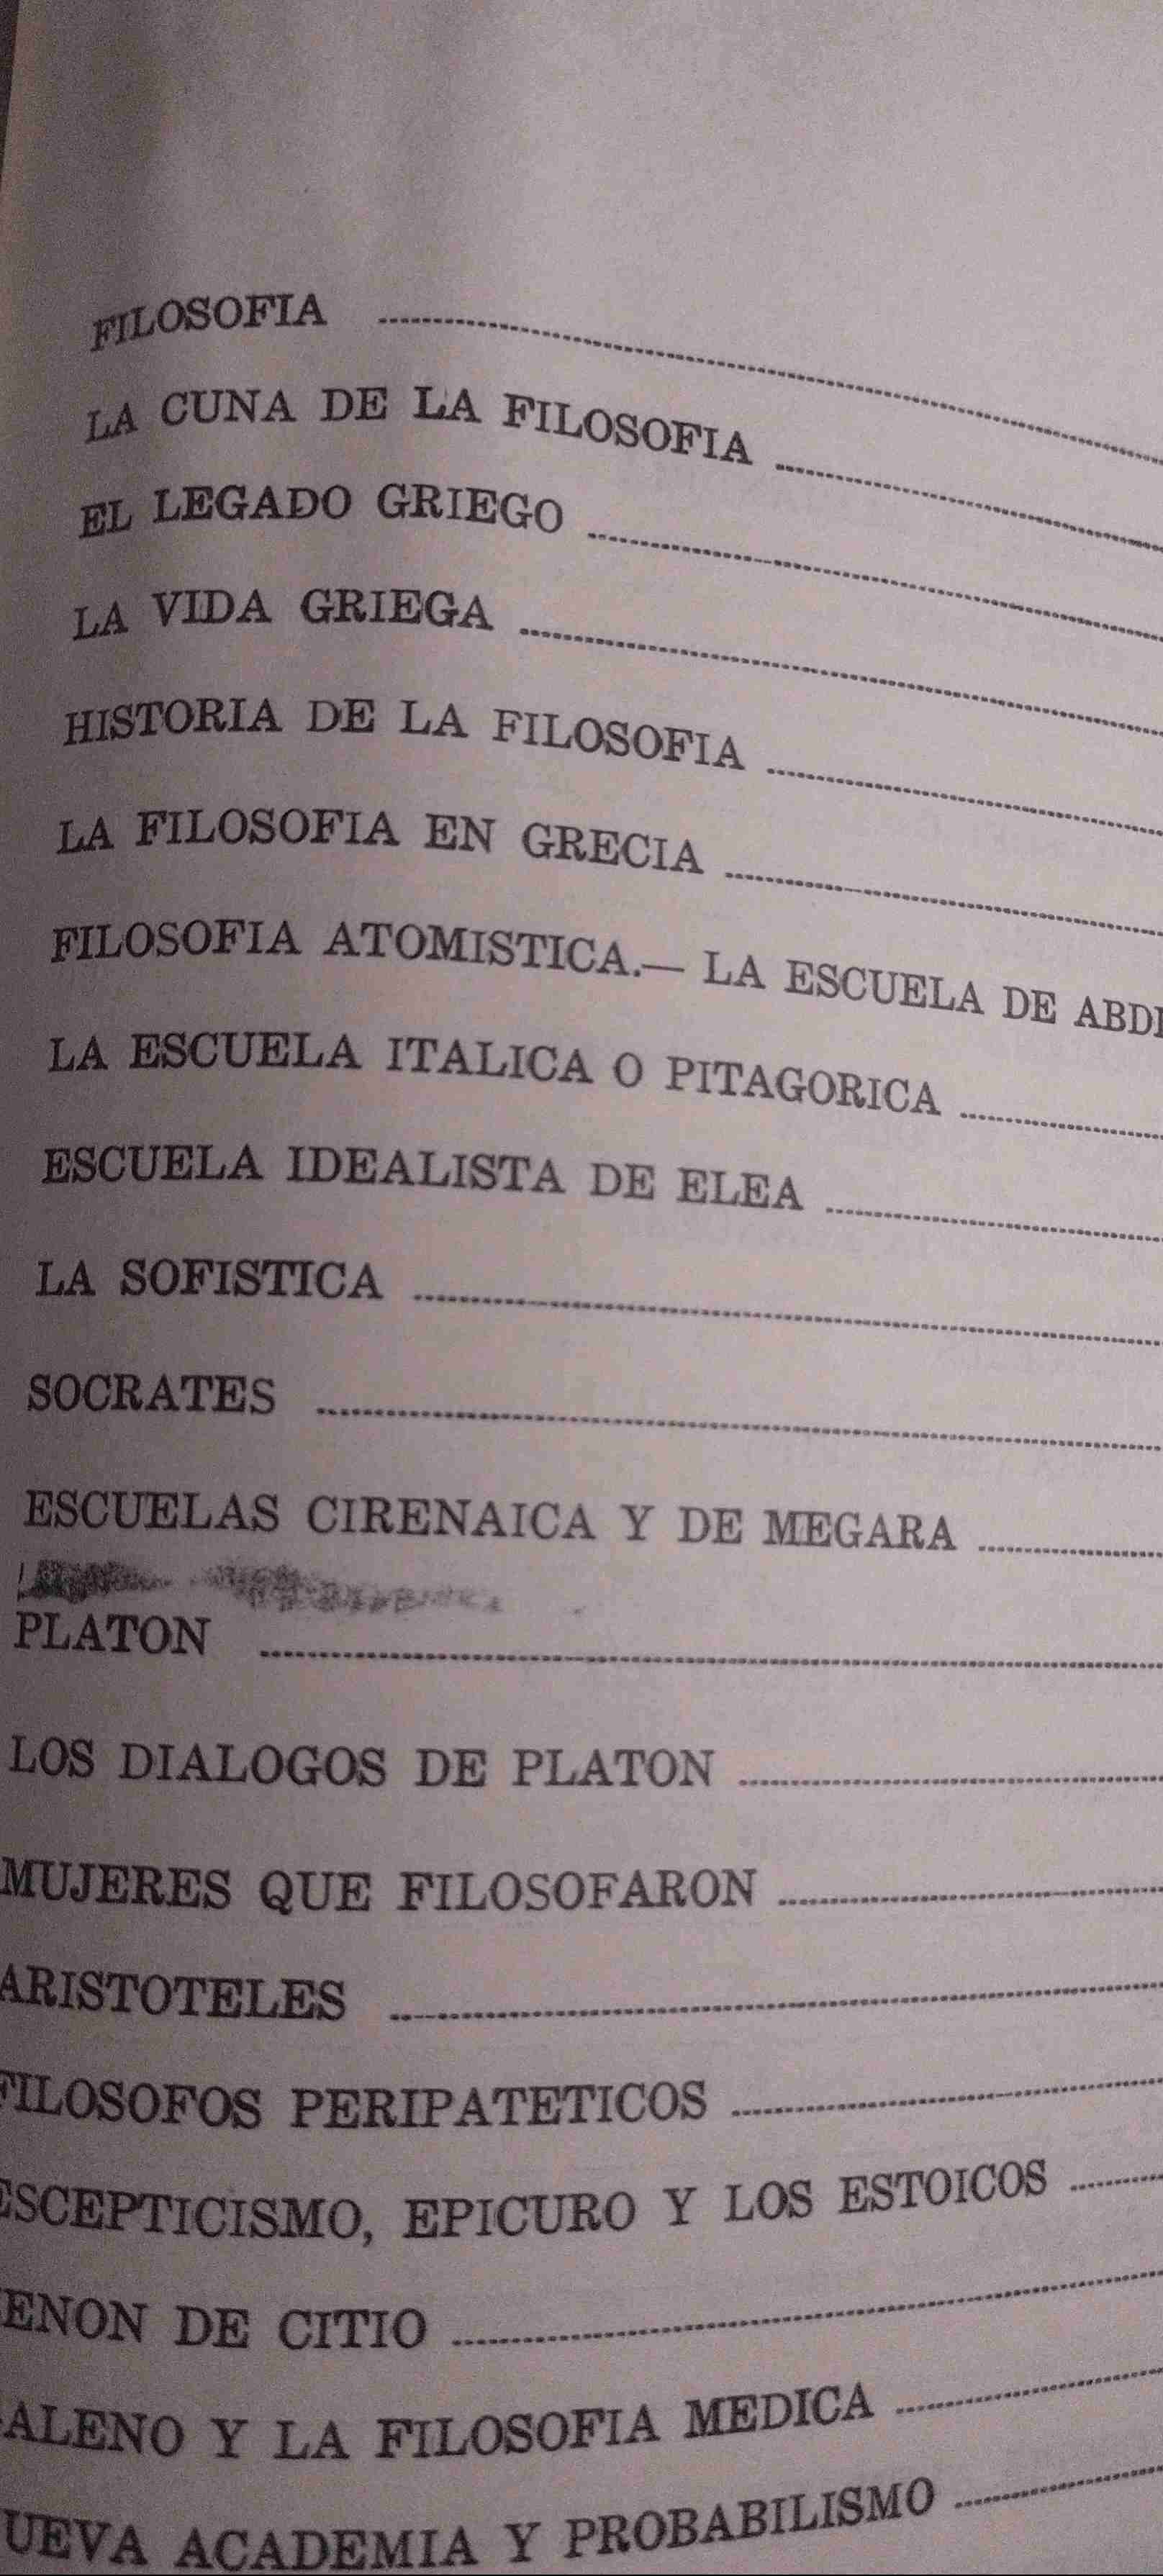 FILOSOFIA
LA CUNA DE LA FILOSOFIA
EL LEGADO GRIEGO
LA VIDA GRIEGA
HISTORIA DE LA FILOSOFIA
LA FILOSOFIA EN GRECIA
FILOSOFIA ATOMISTICA.— LA ESCUELA DE ABD
LA ESCUELA ITALICA O PITAGORICA
ESCUELA IDEALISTA DE ELEA
LA SOFISTICA
SOCRATES
ESCUELAS CIRENAICA Y DE MEGARA
PLATON
LOS DIALOGOS DE PLATON
MUJERES QUE FILOSOFARON
ARISTOTELES
FILOSOFOS PERIPATETICOS
ESCEPTICISMO, EPICURO Y LOS ESTOICOS
ENON DE CITIO
ALENO Y LA FILOSOFIA MEDICA
UEVA ACADEMIA Y PROBABILISMO